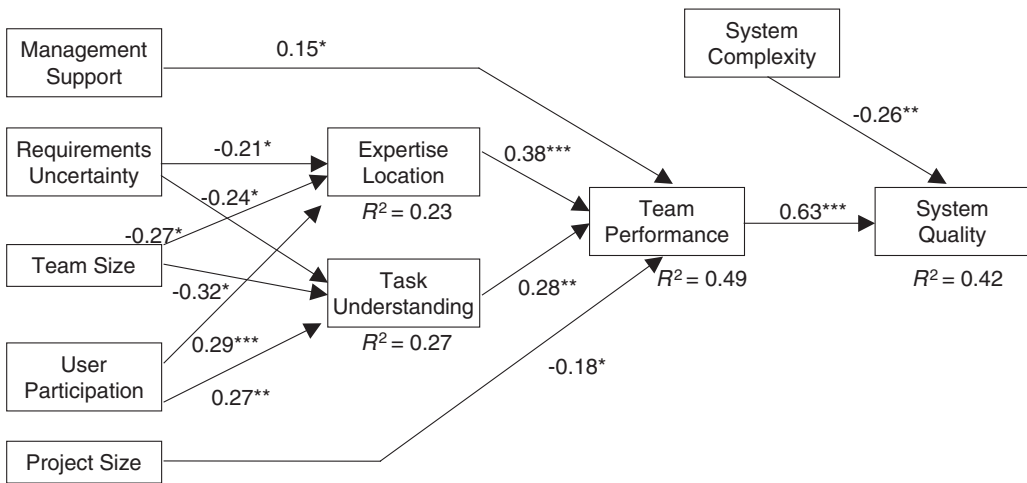 Management
Support
0.15*
System
Complexity
-0.26**
Requirements
Uncertainty
-0.21*
Expertise
Location
R² = 0.23
0.38***
-0.24*
-0.27*
Team Size
Team
Performance
R² = 0.49
0.63***
System
Quality
R² = 0.42
Task
Understanding
R² = 0.27
0.28**
-0.32*
User
Participation
0.29***
0.27**
-0.18*
Project Size